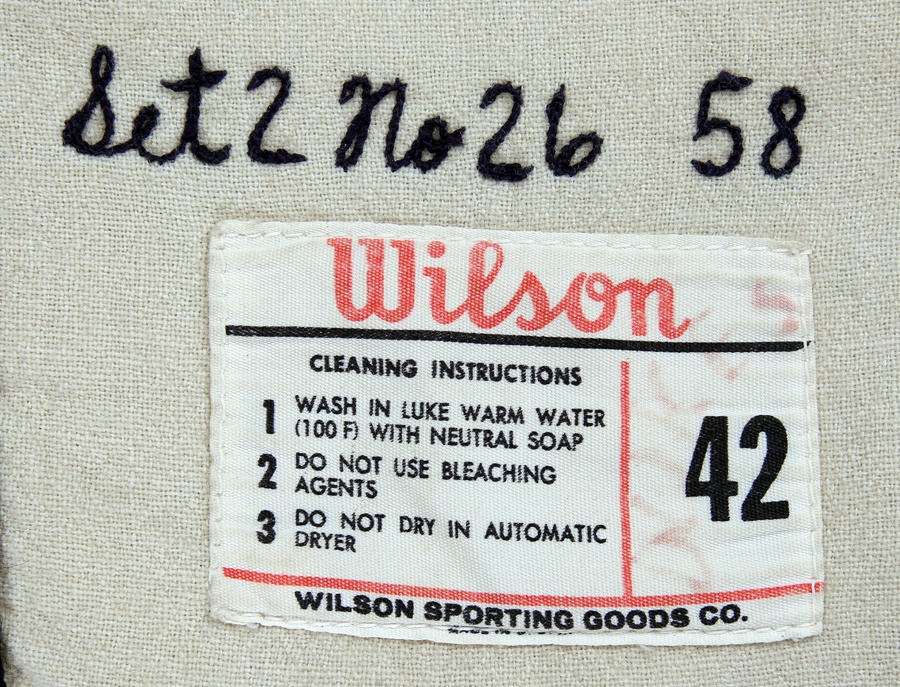 Set 2 No 26 58
Wilson
CLEANING INSTRUCTIONS
1 WASH IN LUKE WARM WATER
(100 F) WITH NEUTRAL SOAP
2 DO NOT USE BLEACHING
AGENTS
3 DO NOT DRY IN AUTOMATIC
DRYER
42
WILSON SPORTING GOODS CO.